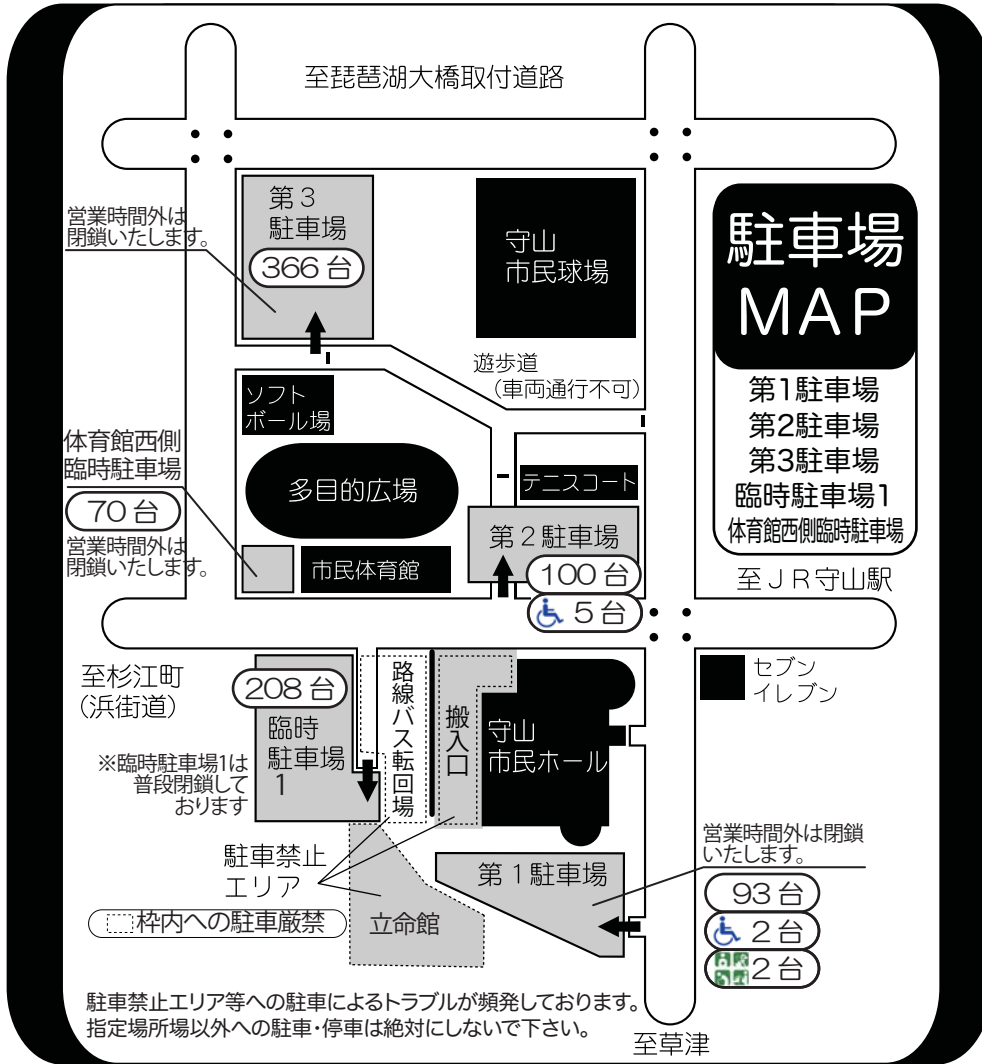 至琵琶湖大橋取付道路
第3
駐車場
366台
営業時間外は
閉鎖いたします。
守山
市民球場
駐車場
MAP
第1駐車場
第2駐車場
第3駐車場
臨時駐車場1
体育館西側臨時駐車場
遊歩道
(車両通行不可)
ソフト
ボール場
体育館西側
臨時駐車場
70台
営業時間外は
閉鎖いたします。
多目的広場
テニスコート
市民体育館
第2駐車場
100台
5台
至JR守山駅
至杉江町
(浜街道)
208台
臨時
駐車場
1
※臨時駐車場1は
普段閉鎖して
おります
路線バス転回場
搬入口
守山
市民ホール
セブン
イレブン
駐車禁止
エリア
枠内への駐車厳禁
立命館
第1駐車場
営業時間外は閉鎖
いたします。
93台
2台
2台
駐車禁止エリア等への駐車によるトラブルが頻発しております。
指定場所場以外への駐車・停車は絶対にしないで下さい。
至草津